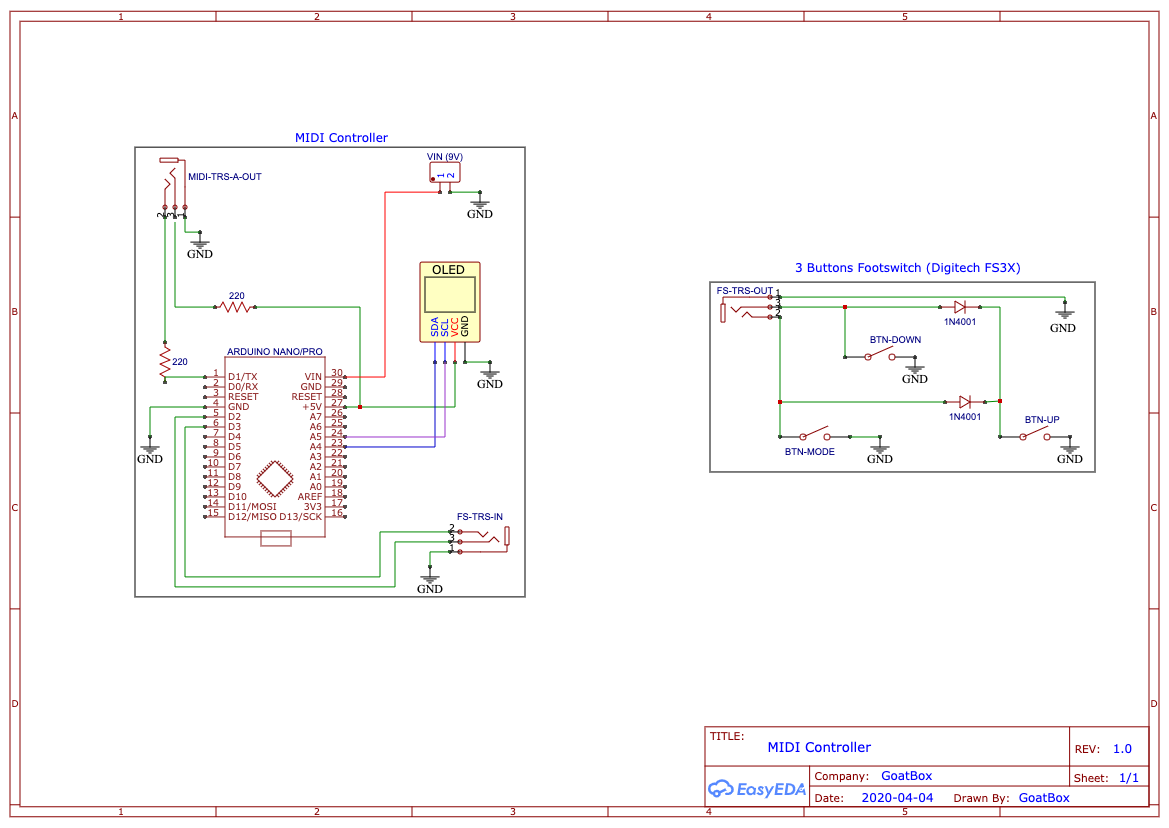 1 2 3 4 5
A A
MIDI Controller
VIN (9V)
1 2
MIDI-TRS-A-OUT
2 3 1
GND
GND
B B
3 Buttons Footswitch (Digitech FS3X)
FS-TRS-OUT 1
3
2
1N4001
GND
BTN-DOWN
GND
1N4001
BTN-MODE
GND
BTN-UP
GND
OLED
SDA SCL VCC GND
GND
220
220
ARDUINO NANO/PRO
1 D1/TX VIN 30
2 D0/RX GND 29
3 RESET RESET 28
4 GND +5V 27
5 D2 A7 26
6 D3 A6 25
7 D4 A5 24
8 D5 A4 23
9 D6 A3 22
10 D7 A2 21
11 D8 A1 20
12 D9 A0 19
13 D10 AREF 18
14 D11/MOSI 3V3 17
15 D12/MISO D13/SCK 16
GND
C C
FS-TRS-IN
2
3
1
GND
D D
TITLE:
MIDI Controller
REV: 1.0
EasyEDA
Company: GoatBox
Sheet: 1/1
Date: 2020-04-04 Drawn By: GoatBox
1 2 3 4 5